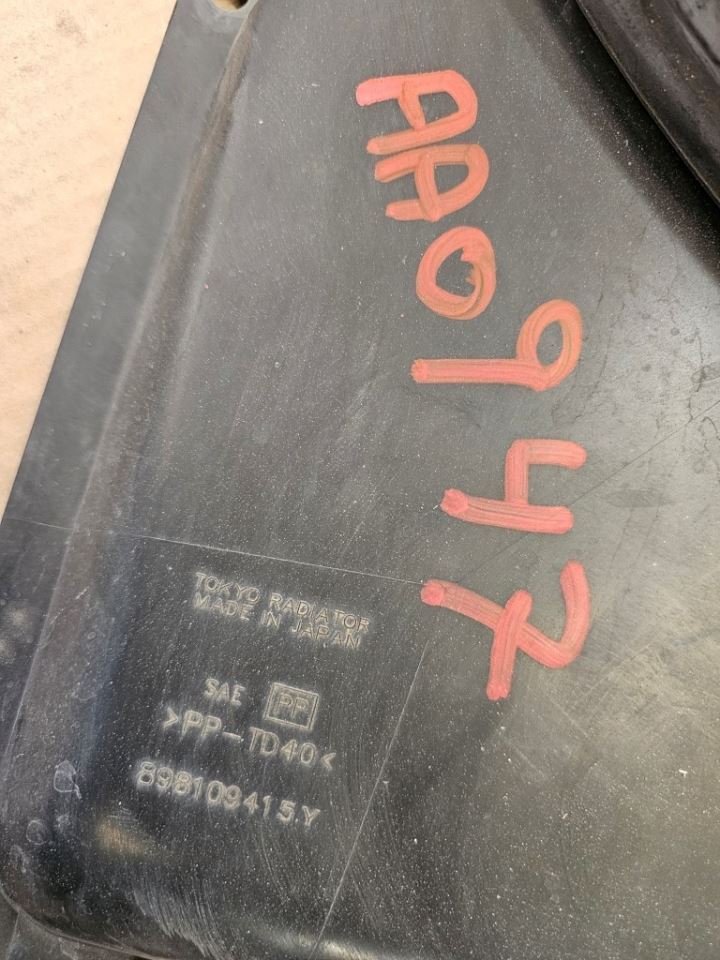 AA0947
TOKYO RADIATOR
MADE IN JAPAN
SAE PP
>PP-TD40<
898109415.Y